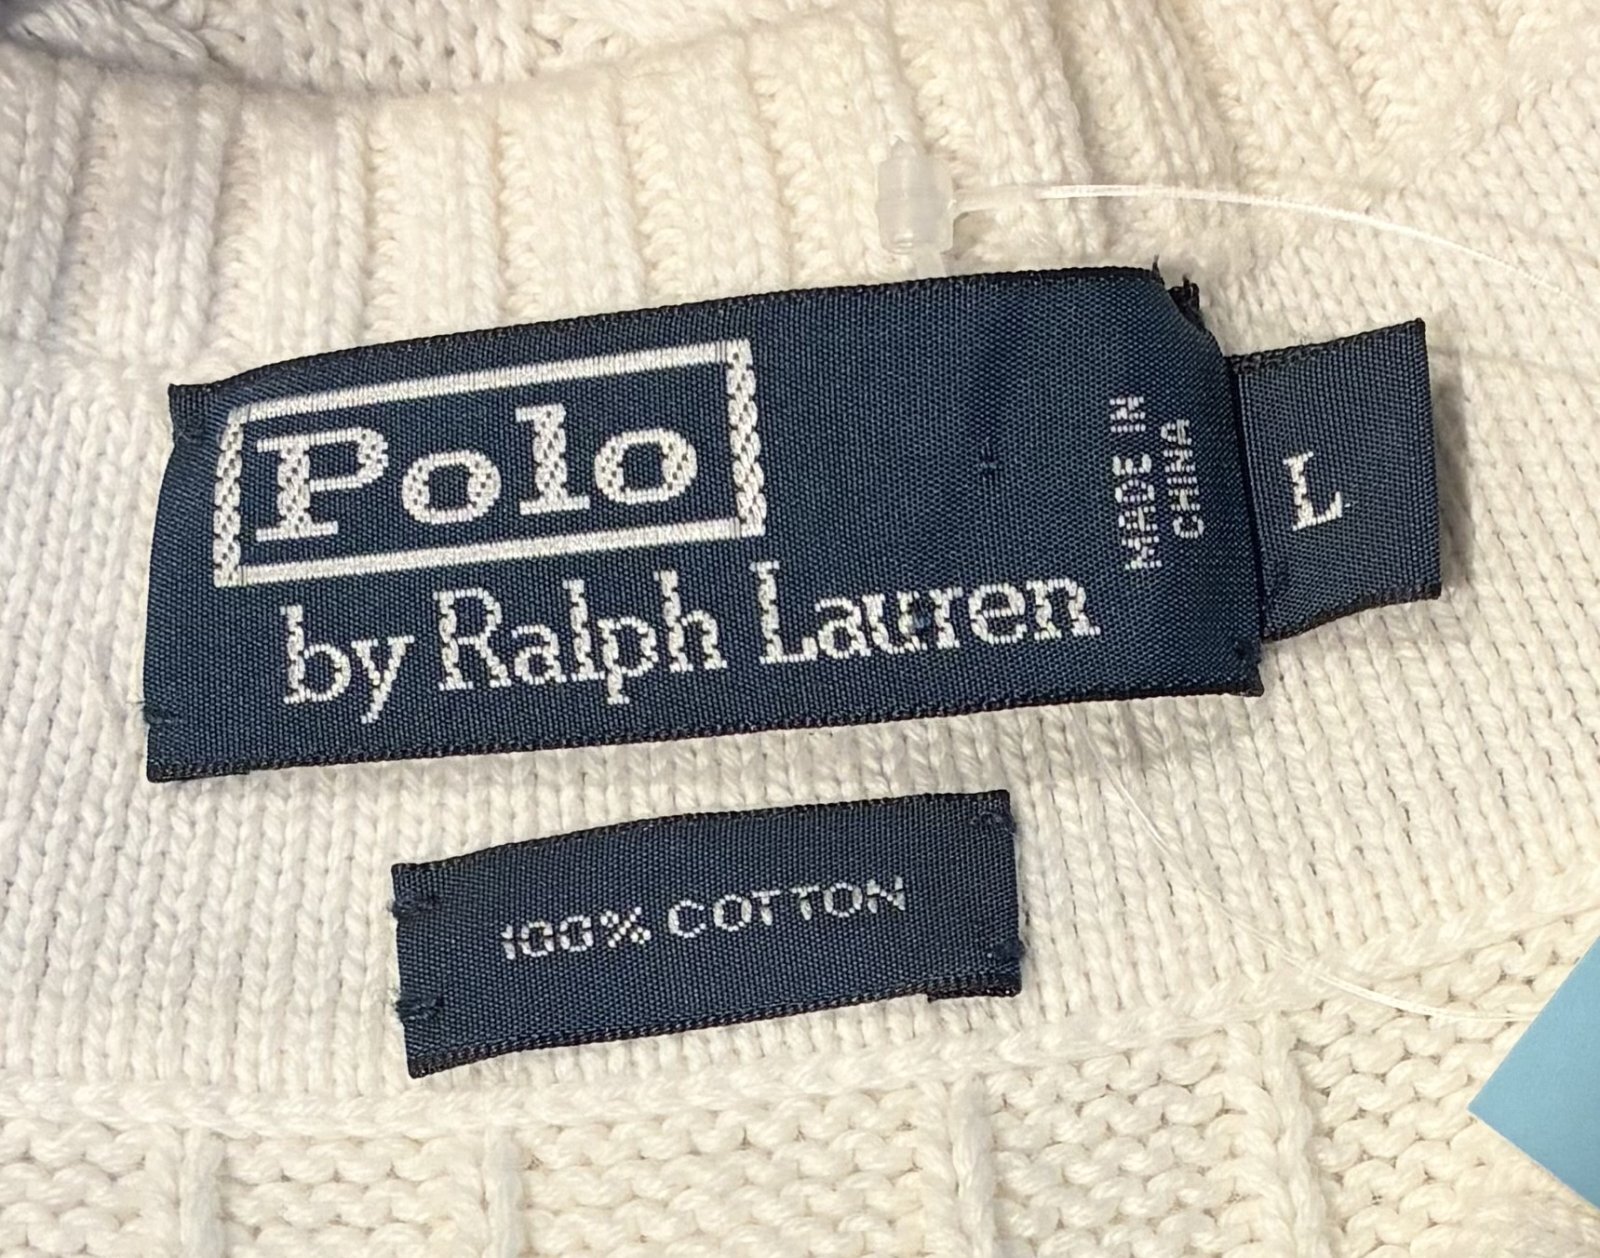 Polo
by Ralph Lauren
MADE IN
CHINA
L
100% COTTON